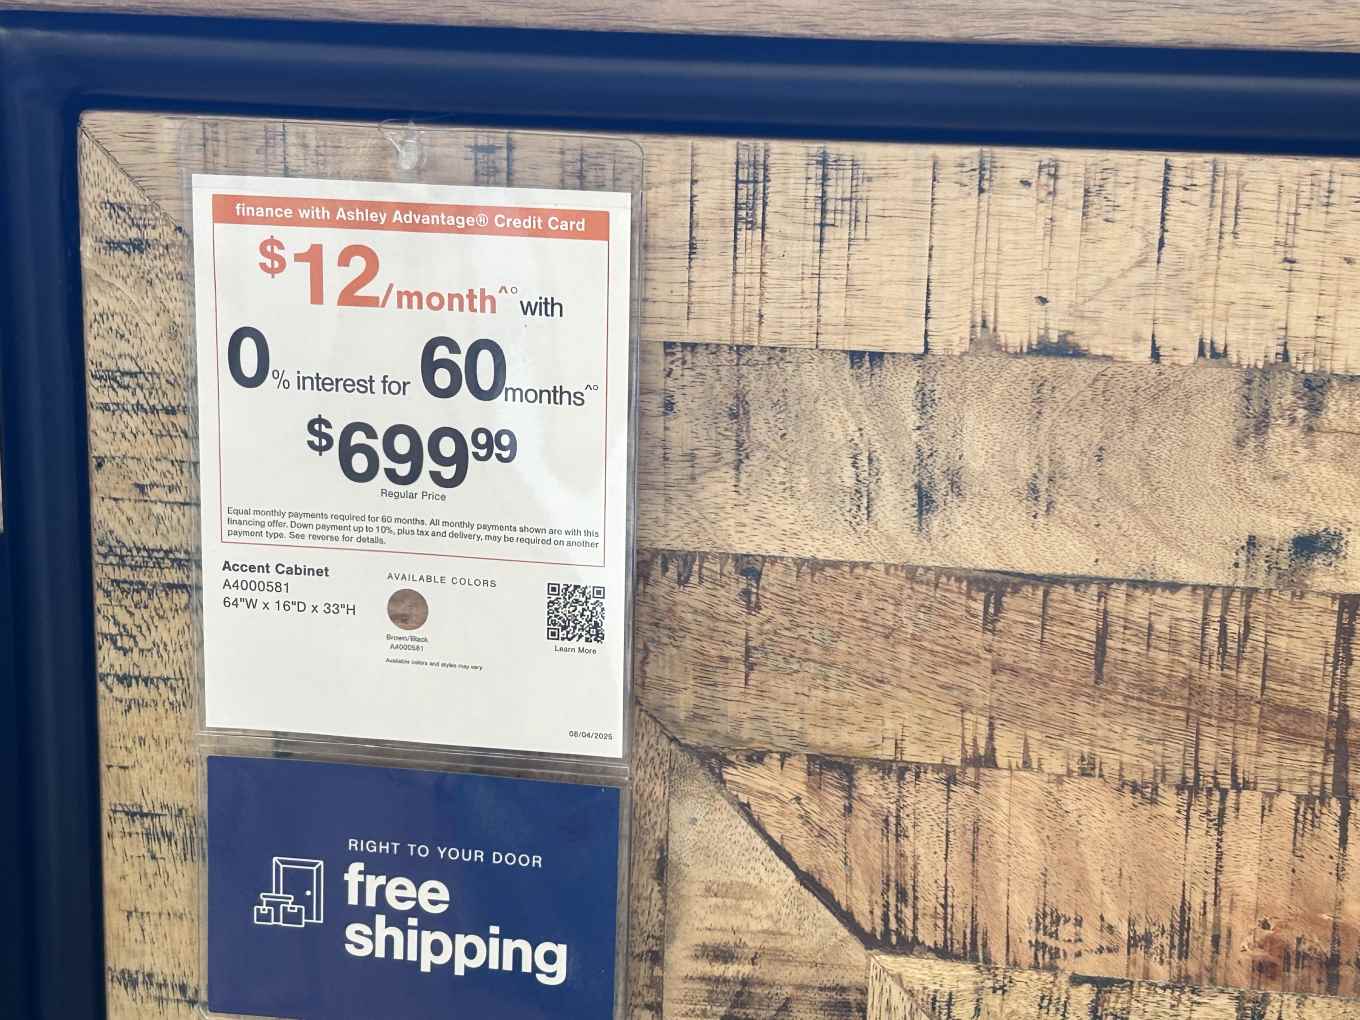 finance with Ashley Advantage® Credit Card
$12/month^° with
0% interest for 60 months^°
$699.99
Regular Price
Equal monthly payments required for 60 months. All monthly payments shown are with this
financing offer. Down payment up to 10%, plus tax and delivery, may be required on another
payment type. See reverse for details.
Accent Cabinet
A4000581
64"W x 16"D x 33"H
AVAILABLE COLORS
Brown/Black
A4000581
Available colors and styles may vary
Learn More
08/04/2025
RIGHT TO YOUR DOOR
free
shipping